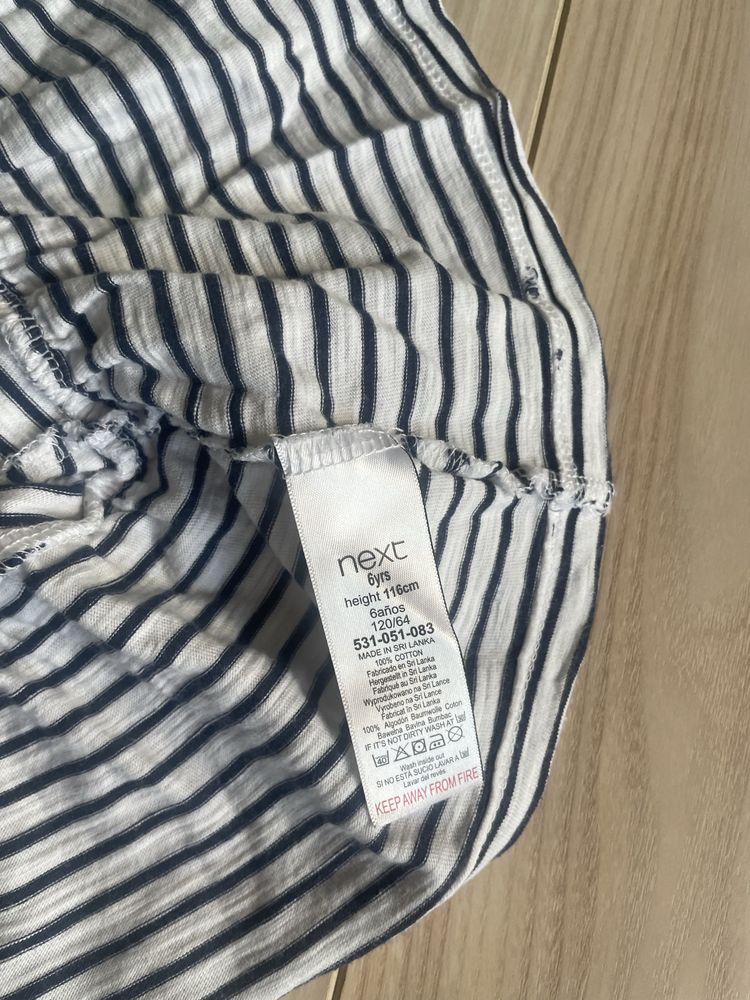 next
6yrs
height 116cm
6años
120/64
531-051-083
MADE IN SRI LANKA
100% COTTON
Fabricado en Sri Lanka
Hergestellt in Sri Lanka
Fabriqué au Sri Lanka
Wyprodukowano na Sri Lance
Vyrobeno na Sri Lance
Fabricat în Sri Lanka
100% Algodón Baumwolle Coton
Bawełna Bavlna Bumbac
IF IT'S NOT DIRTY WASH AT 30
40
Wash inside out
SI NO ESTÁ SUCIO LAVAR A 30
Lavar del revés
KEEP AWAY FROM FIRE